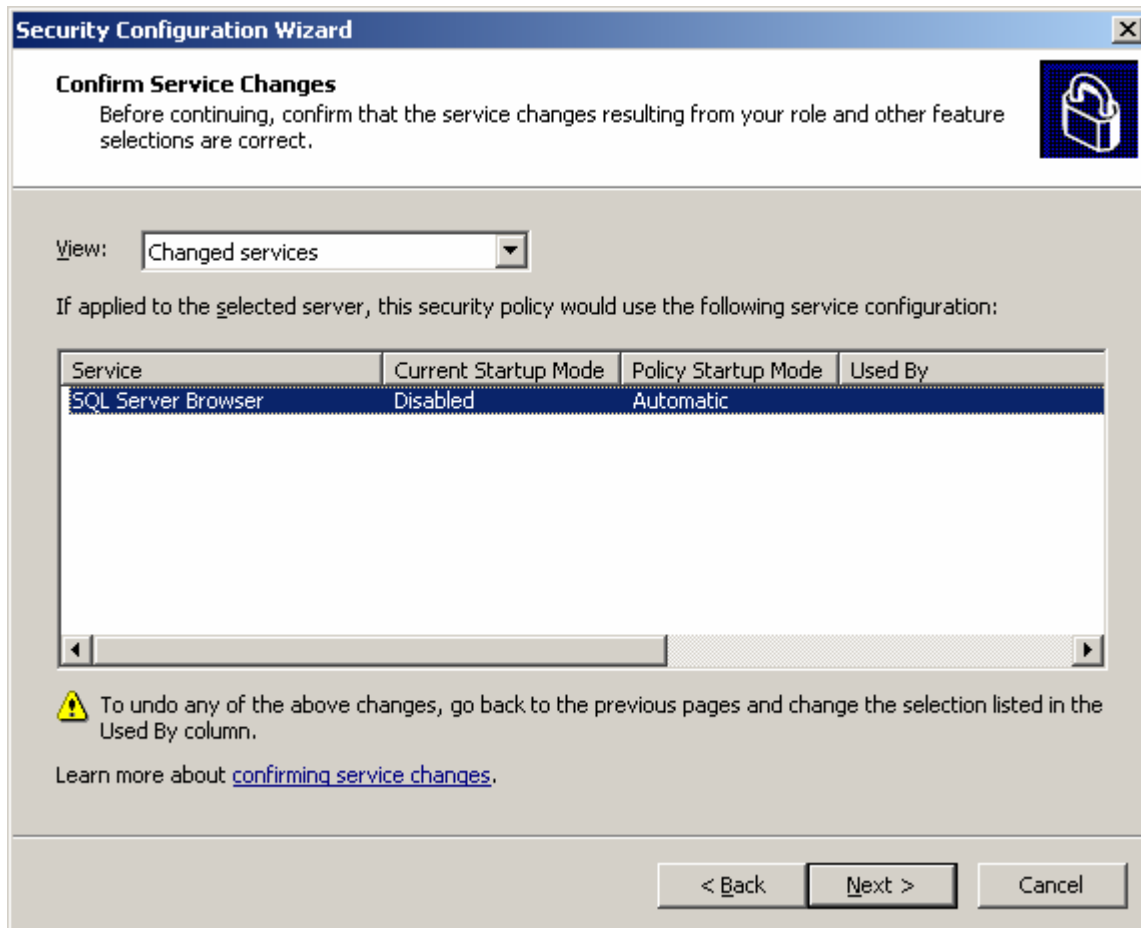 Security Configuration Wizard
Confirm Service Changes
Before continuing, confirm that the service changes resulting from your role and other feature
selections are correct.
View:
Changed services
If applied to the selected server, this security policy would use the following service configuration:
Service Current Startup Mode Policy Startup Mode Used By
SQL Server Browser Disabled Automatic
To undo any of the above changes, go back to the previous pages and change the selection listed in the
Used By column.
Learn more about confirming service changes.
< Back Next > Cancel